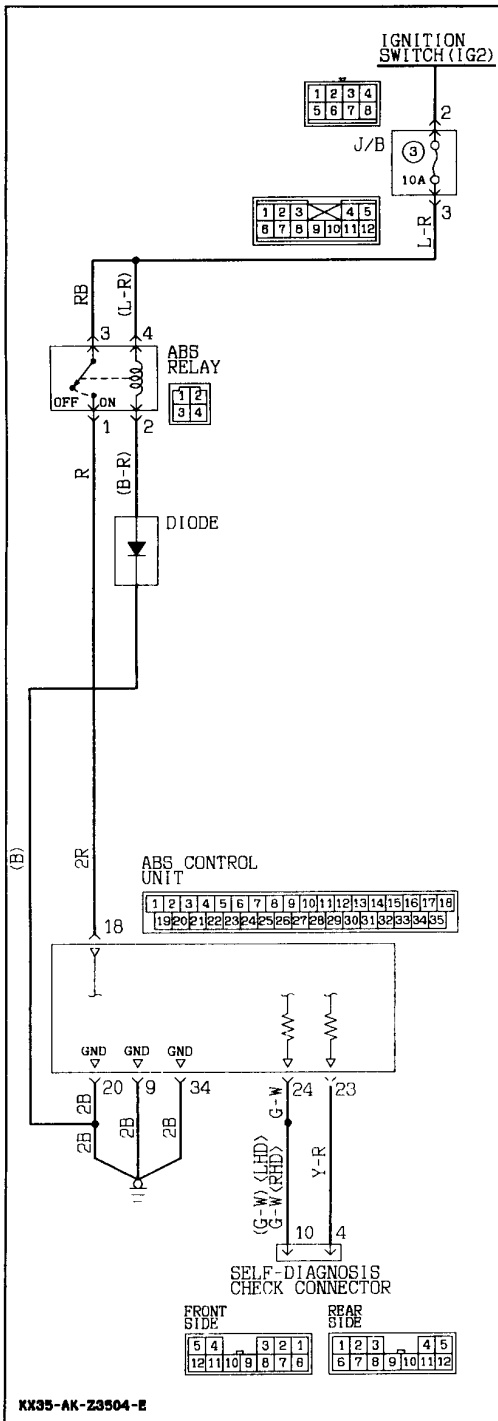 IGNITION
SWITCH(IG2)
1 2 3 4
5 6 7 8
2
J/B
3
10A
3
1 2 3 4 5
6 7 8 9 10 11 12
L-R
RB
(L-R)
3 4
ABS
RELAY
OFF ON
1 2
3 4
1 2
R
(B-R)
DIODE
(B)
2R
ABS CONTROL
UNIT
1 2 3 4 5 6 7 8 9 10 11 12 13 14 15 16 17 18
19 20 21 22 23 24 25 26 27 28 29 30 31 32 33 34 35
18
GND GND GND
20 9 34 24 23
2B
2B
2B
2B
G-W
(G-W)<LHD>
G-W<RHD>
Y-R
10 4
SELF-DIAGNOSIS
CHECK CONNECTOR
FRONT
SIDE
5 4 3 2 1
12 11 10 9 8 7 6
REAR
SIDE
1 2 3 4 5
6 7 8 9 10 11 12
KX35-AK-Z3504-E